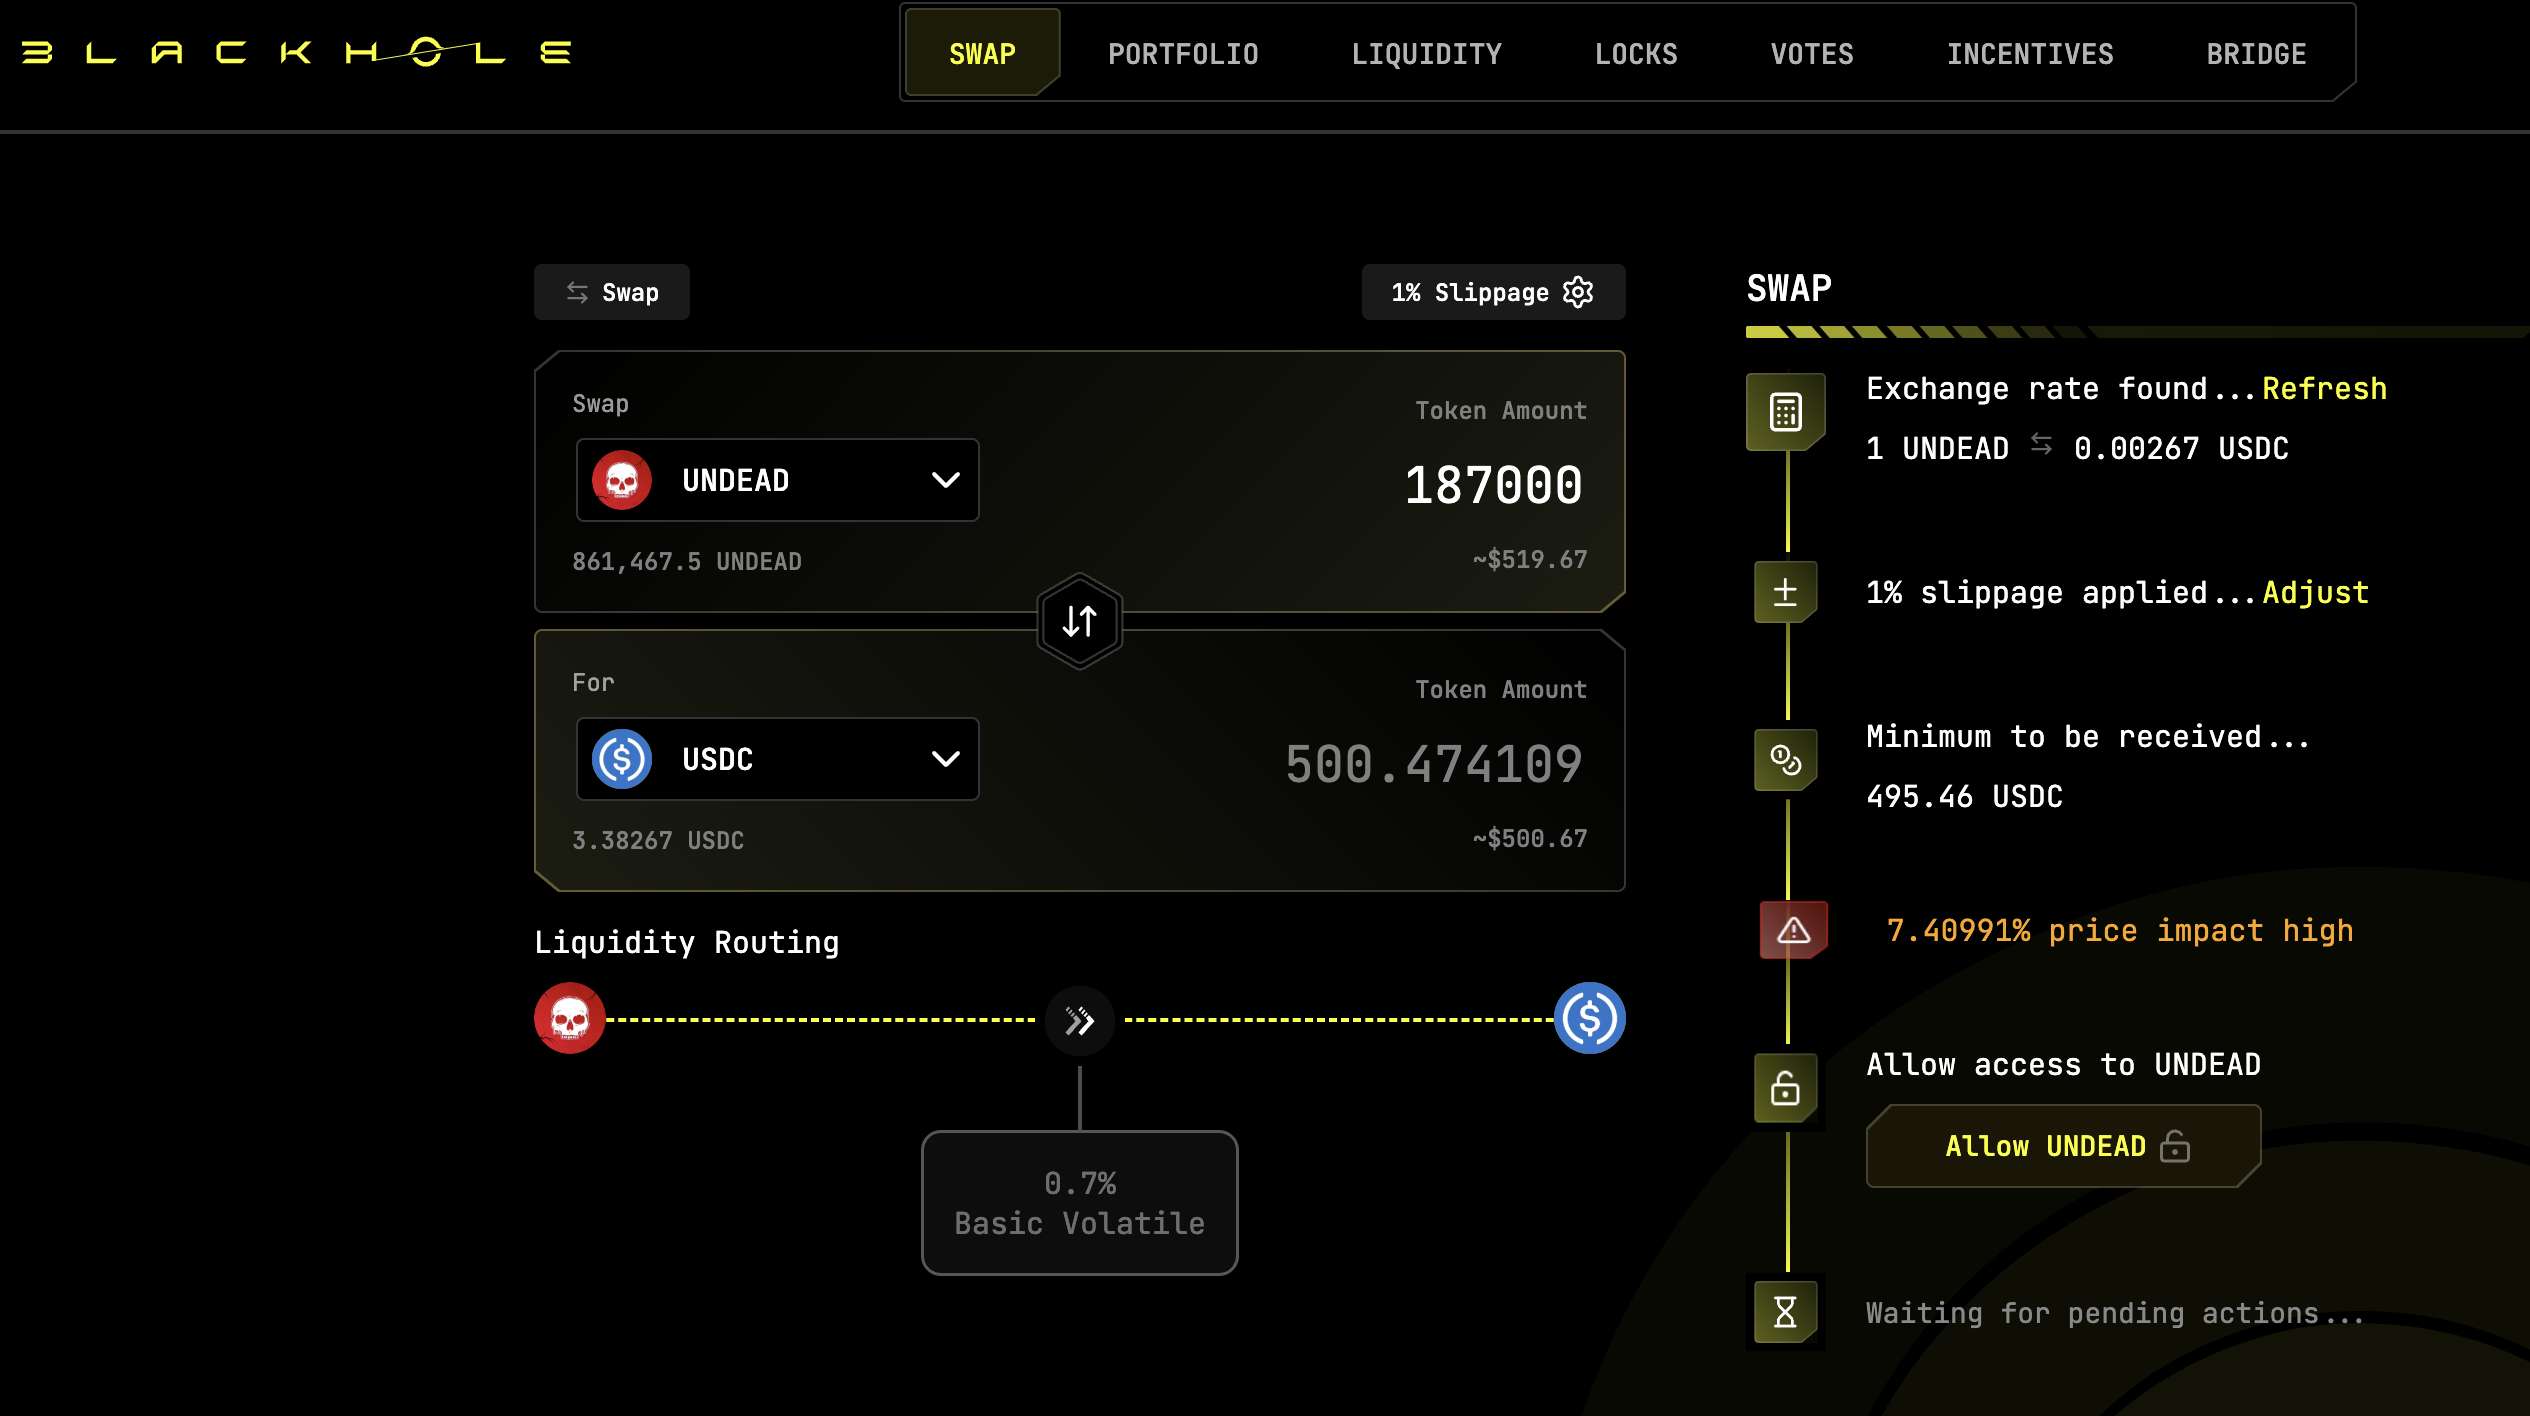 BLACKHOLE
SWAP
PORTFOLIO
LIQUIDITY
LOCKS
VOTES
INCENTIVES
BRIDGE
Swap
1% Slippage
Swap
Token Amount
UNDEAD
187000
861,467.5 UNDEAD
~$519.67
For
Token Amount
USDC
500.474109
3.38267 USDC
~$500.67
Liquidity Routing
0.7%
Basic Volatile
SWAP
Exchange rate found...Refresh
1 UNDEAD ⇆ 0.00267 USDC
1% slippage applied...Adjust
Minimum to be received...
495.46 USDC
7.40991% price impact high
Allow access to UNDEAD
Allow UNDEAD
Waiting for pending actions...